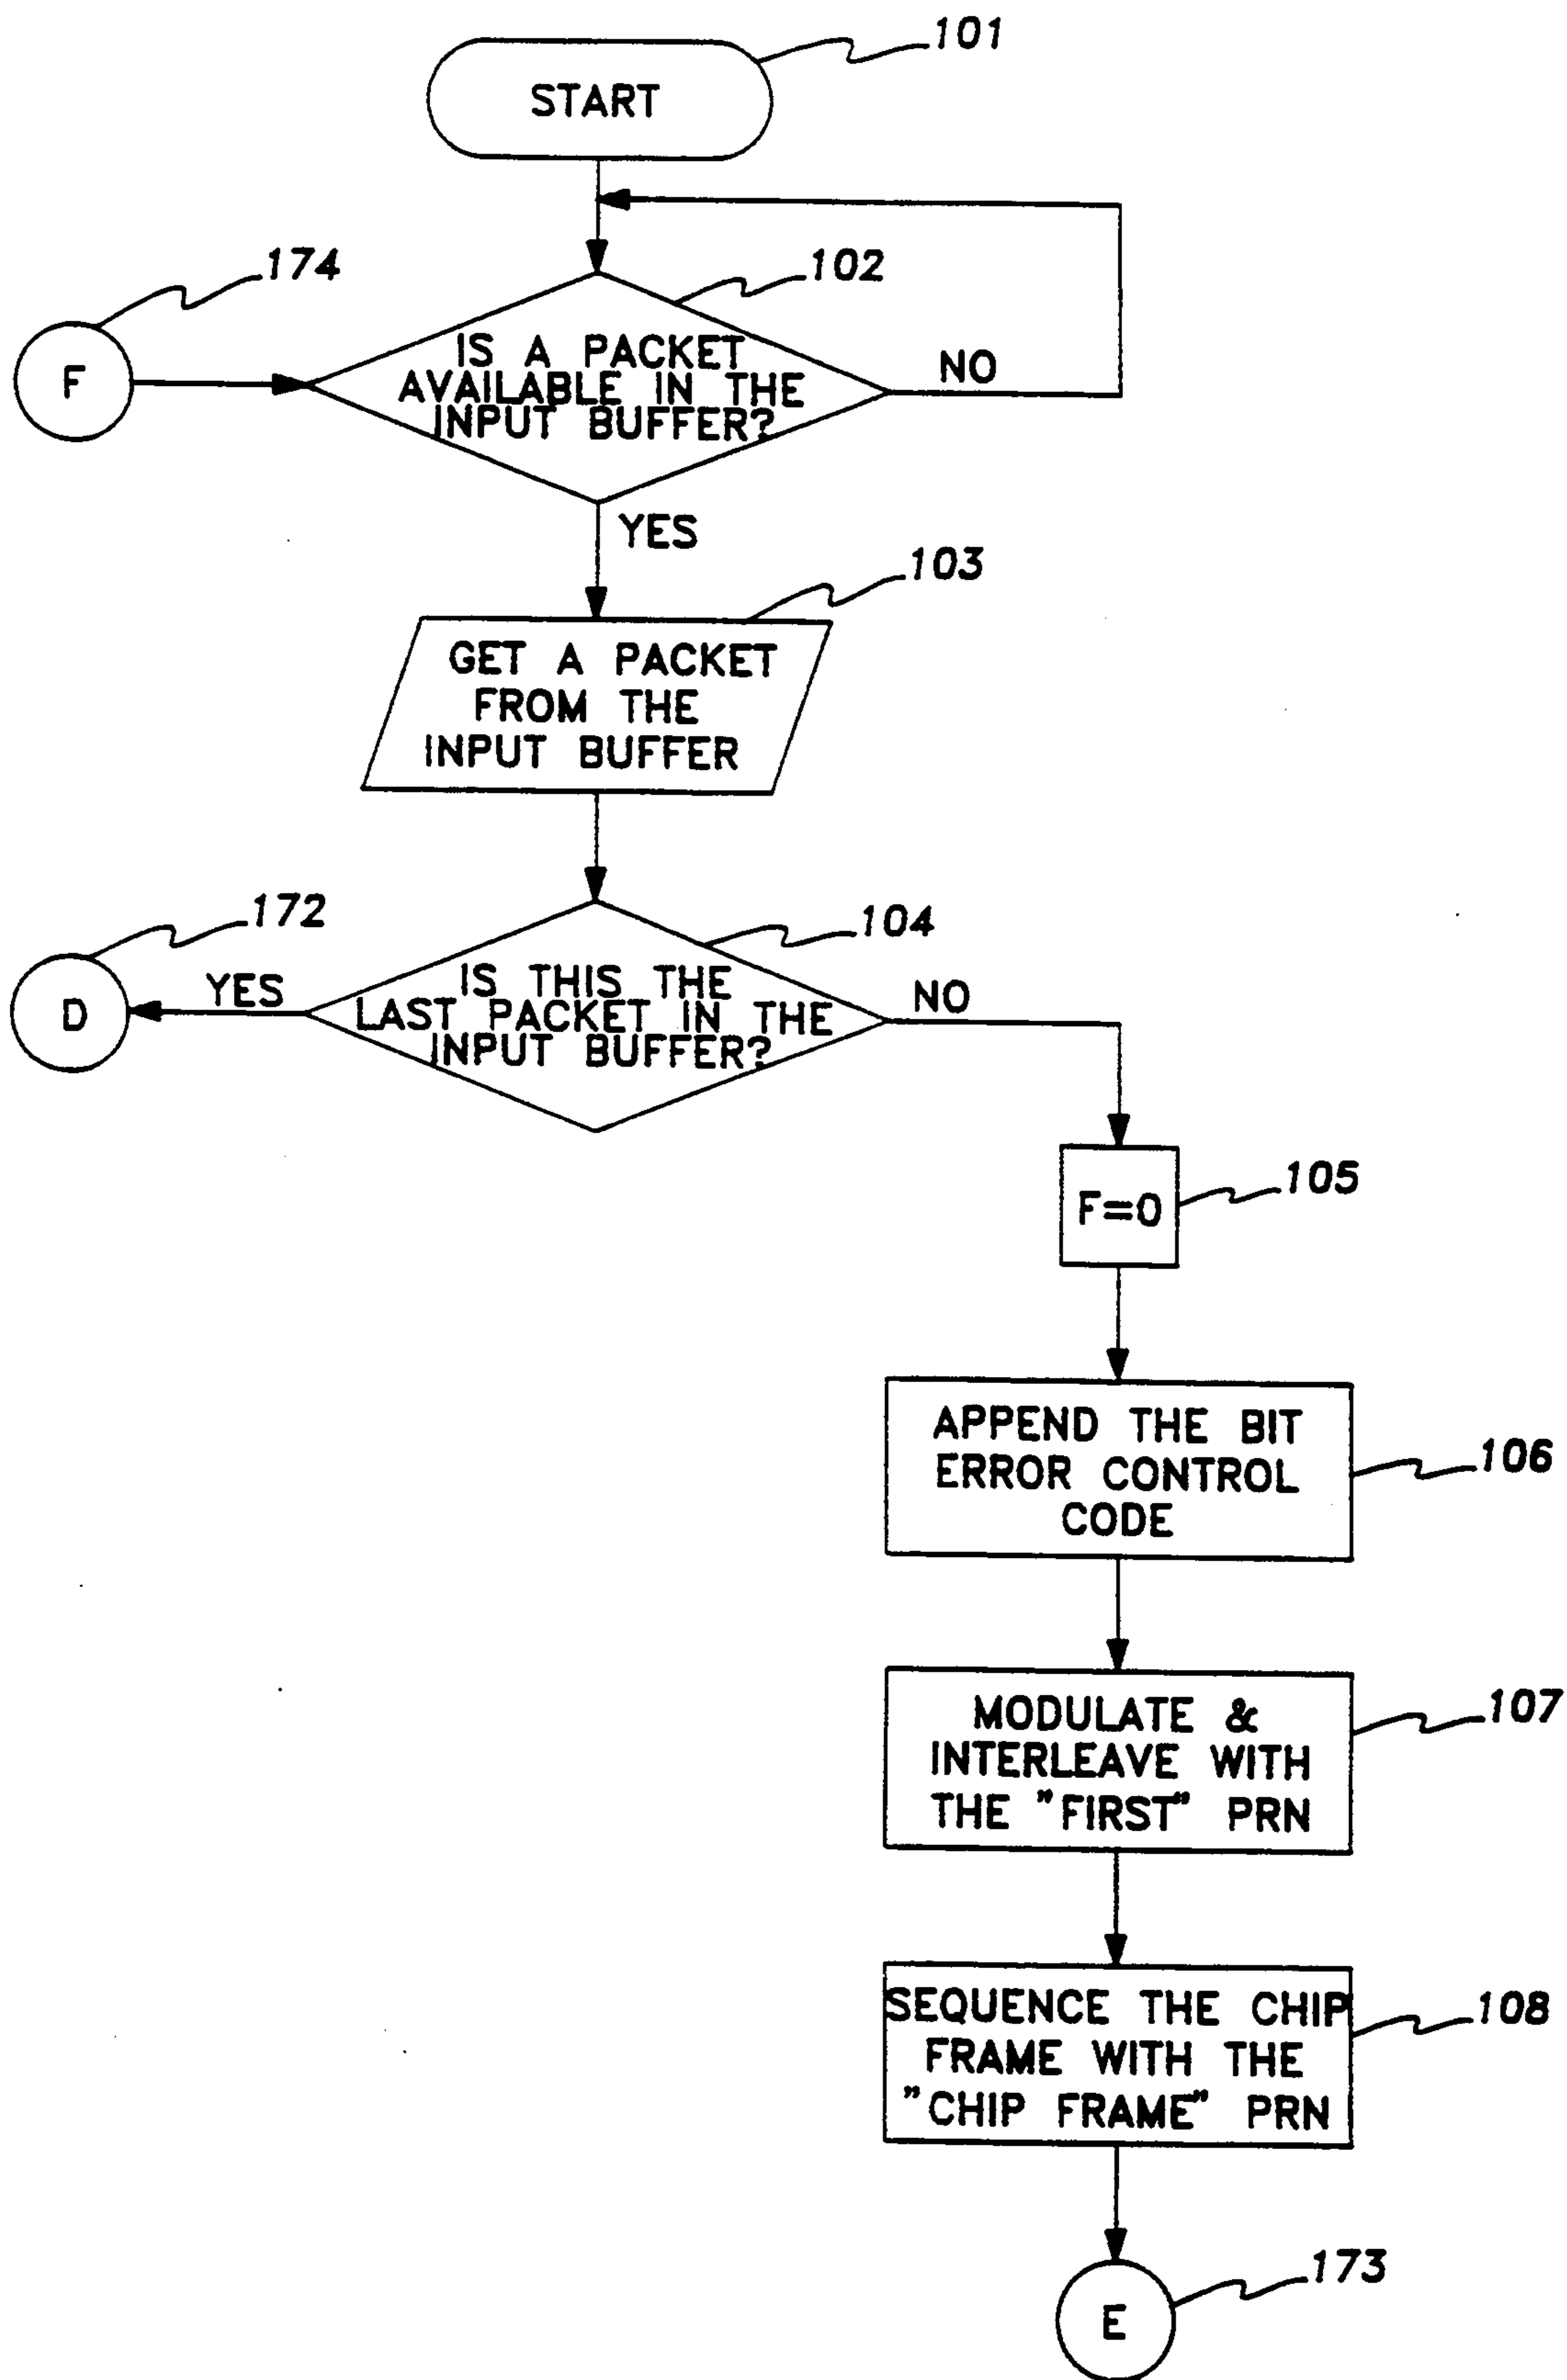 101
START
174
102
F
IS A PACKET
AVAILABLE IN THE
INPUT BUFFER?
NO
YES
103
GET A PACKET
FROM THE
INPUT BUFFER
172
104
D
YES
IS THIS THE
LAST PACKET IN THE
INPUT BUFFER?
NO
F=0
105
APPEND THE BIT
ERROR CONTROL
CODE
106
MODULATE &
INTERLEAVE WITH
THE "FIRST" PRN
107
SEQUENCE THE CHIP
FRAME WITH THE
"CHIP FRAME" PRN
108
173
E